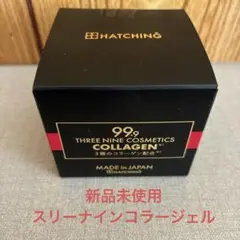 HATCHING
99.9
THREE NINE COSMETICS
COLLAGEN*¹
3種のコラーゲン配合*¹
MADE IN JAPAN
HATCHING
新品未使用
スリーナインコラージェル